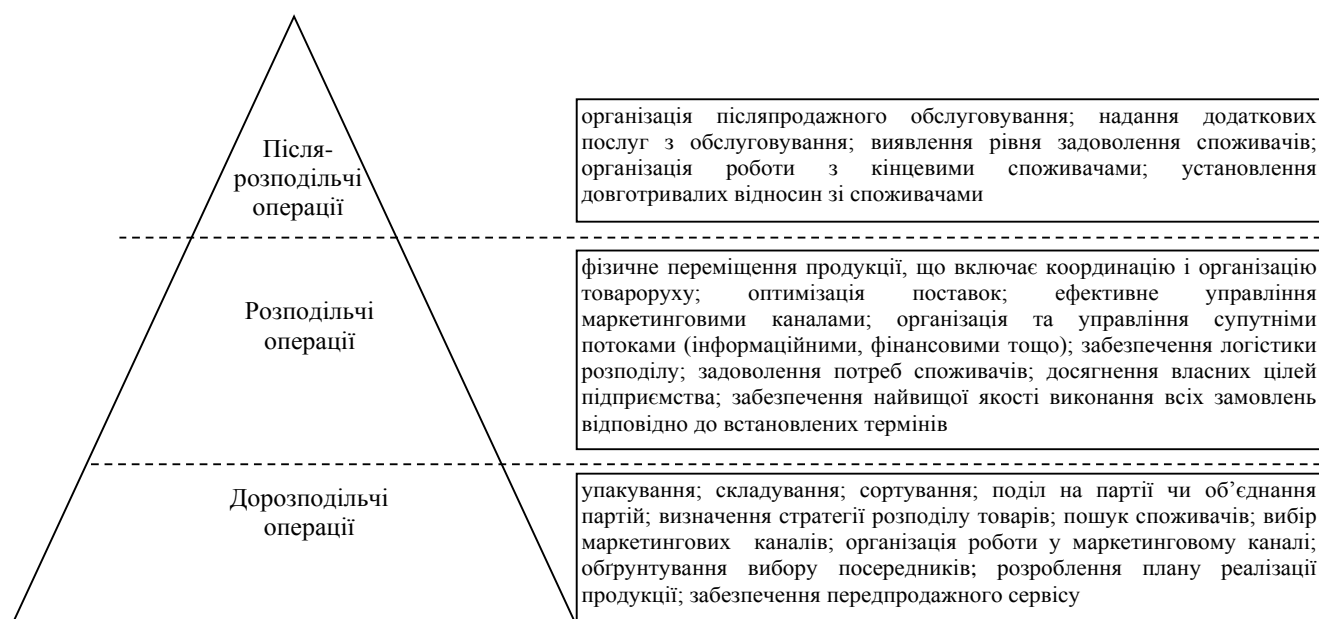 Після-
розподільчі
операції
організація післяпродажного обслуговування; надання додаткових
послуг з обслуговування; виявлення рівня задоволення споживачів;
організація роботи з кінцевими споживачами; установлення
довготривалих відносин зі споживачами
Розподільчі
операції
фізичне переміщення продукції, що включає координацію і організацію
товароруху; оптимізація поставок; ефективне управління
маркетинговими каналами; організація та управління супутніми
потоками (інформаційними, фінансовими тощо); забезпечення логістики
розподілу; задоволення потреб споживачів; досягнення власних цілей
підприємства; забезпечення найвищої якості виконання всіх замовлень
відповідно до встановлених термінів
Дорозподільчі
операції
упакування; складування; сортування; поділ на партії чи об’єднання
партій; визначення стратегії розподілу товарів; пошук споживачів; вибір
маркетингових каналів; організація роботи у маркетинговому каналі;
обґрунтування вибору посередників; розроблення плану реалізації
продукції; забезпечення передпродажного сервісу